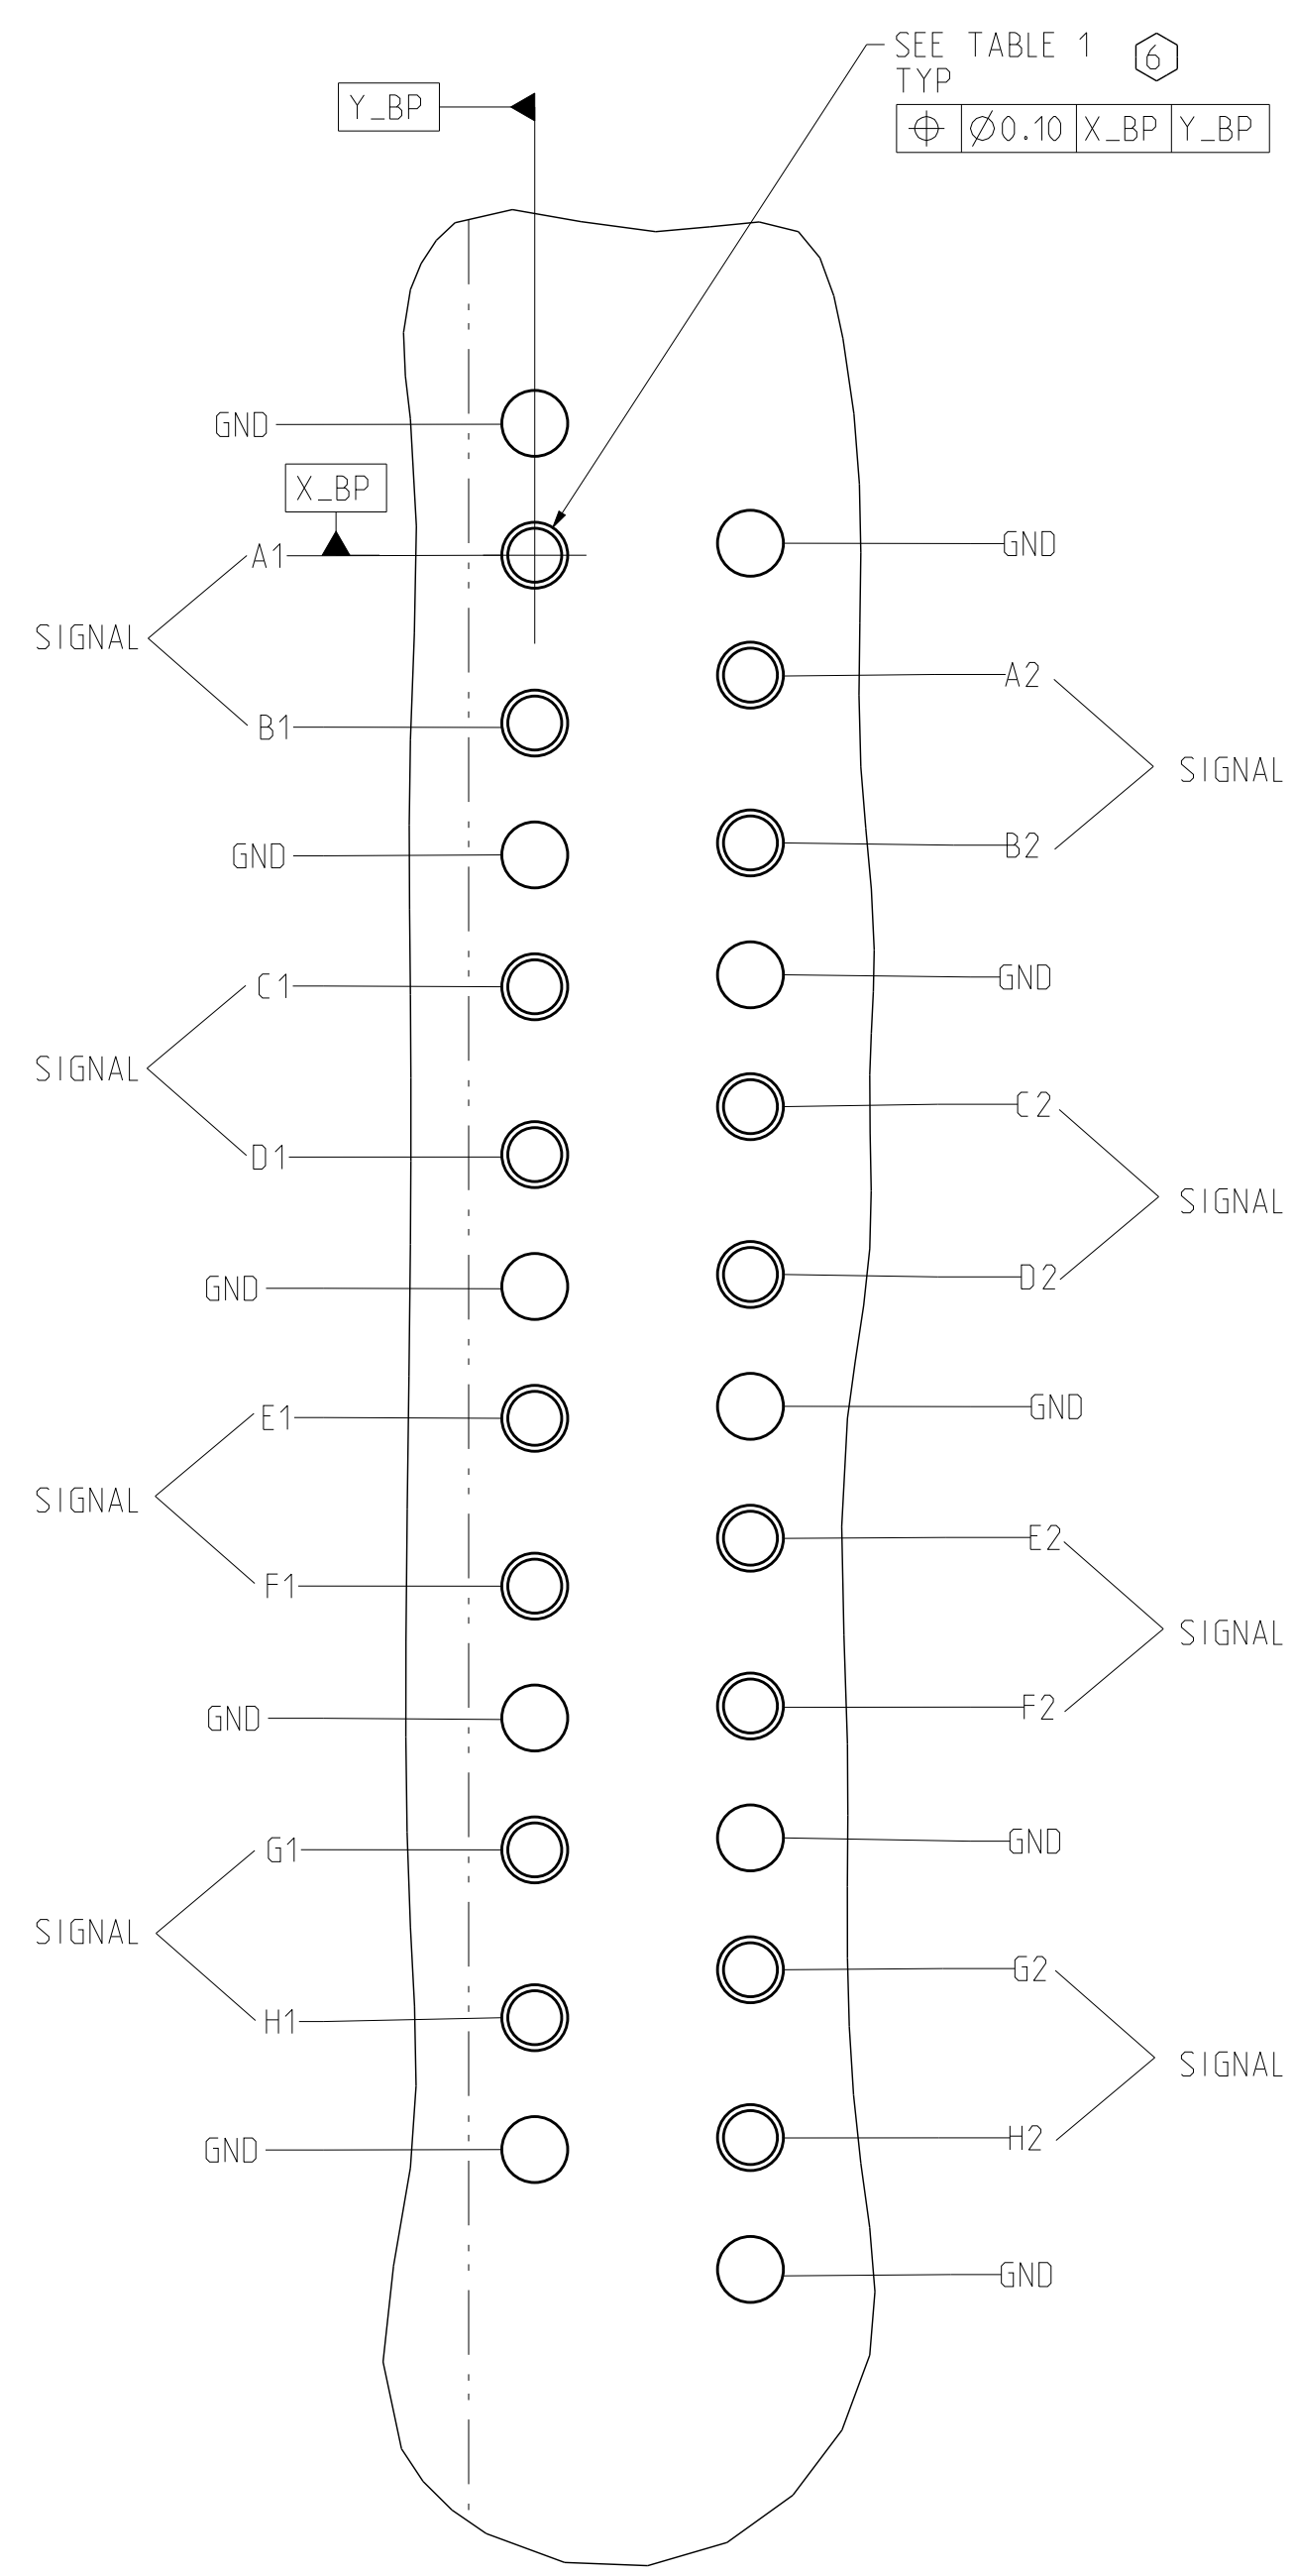 SEE TABLE 1 6
TYP
Y_BP
⌖ Ø0.10 X_BP Y_BP
GND
X_BP
A1
GND
SIGNAL
A2
B1
SIGNAL
B2
GND
GND
C1
SIGNAL
C2
D1
SIGNAL
D2
GND
GND
E1
SIGNAL
E2
F1
SIGNAL
F2
GND
GND
G1
SIGNAL
G2
H1
SIGNAL
H2
GND
GND